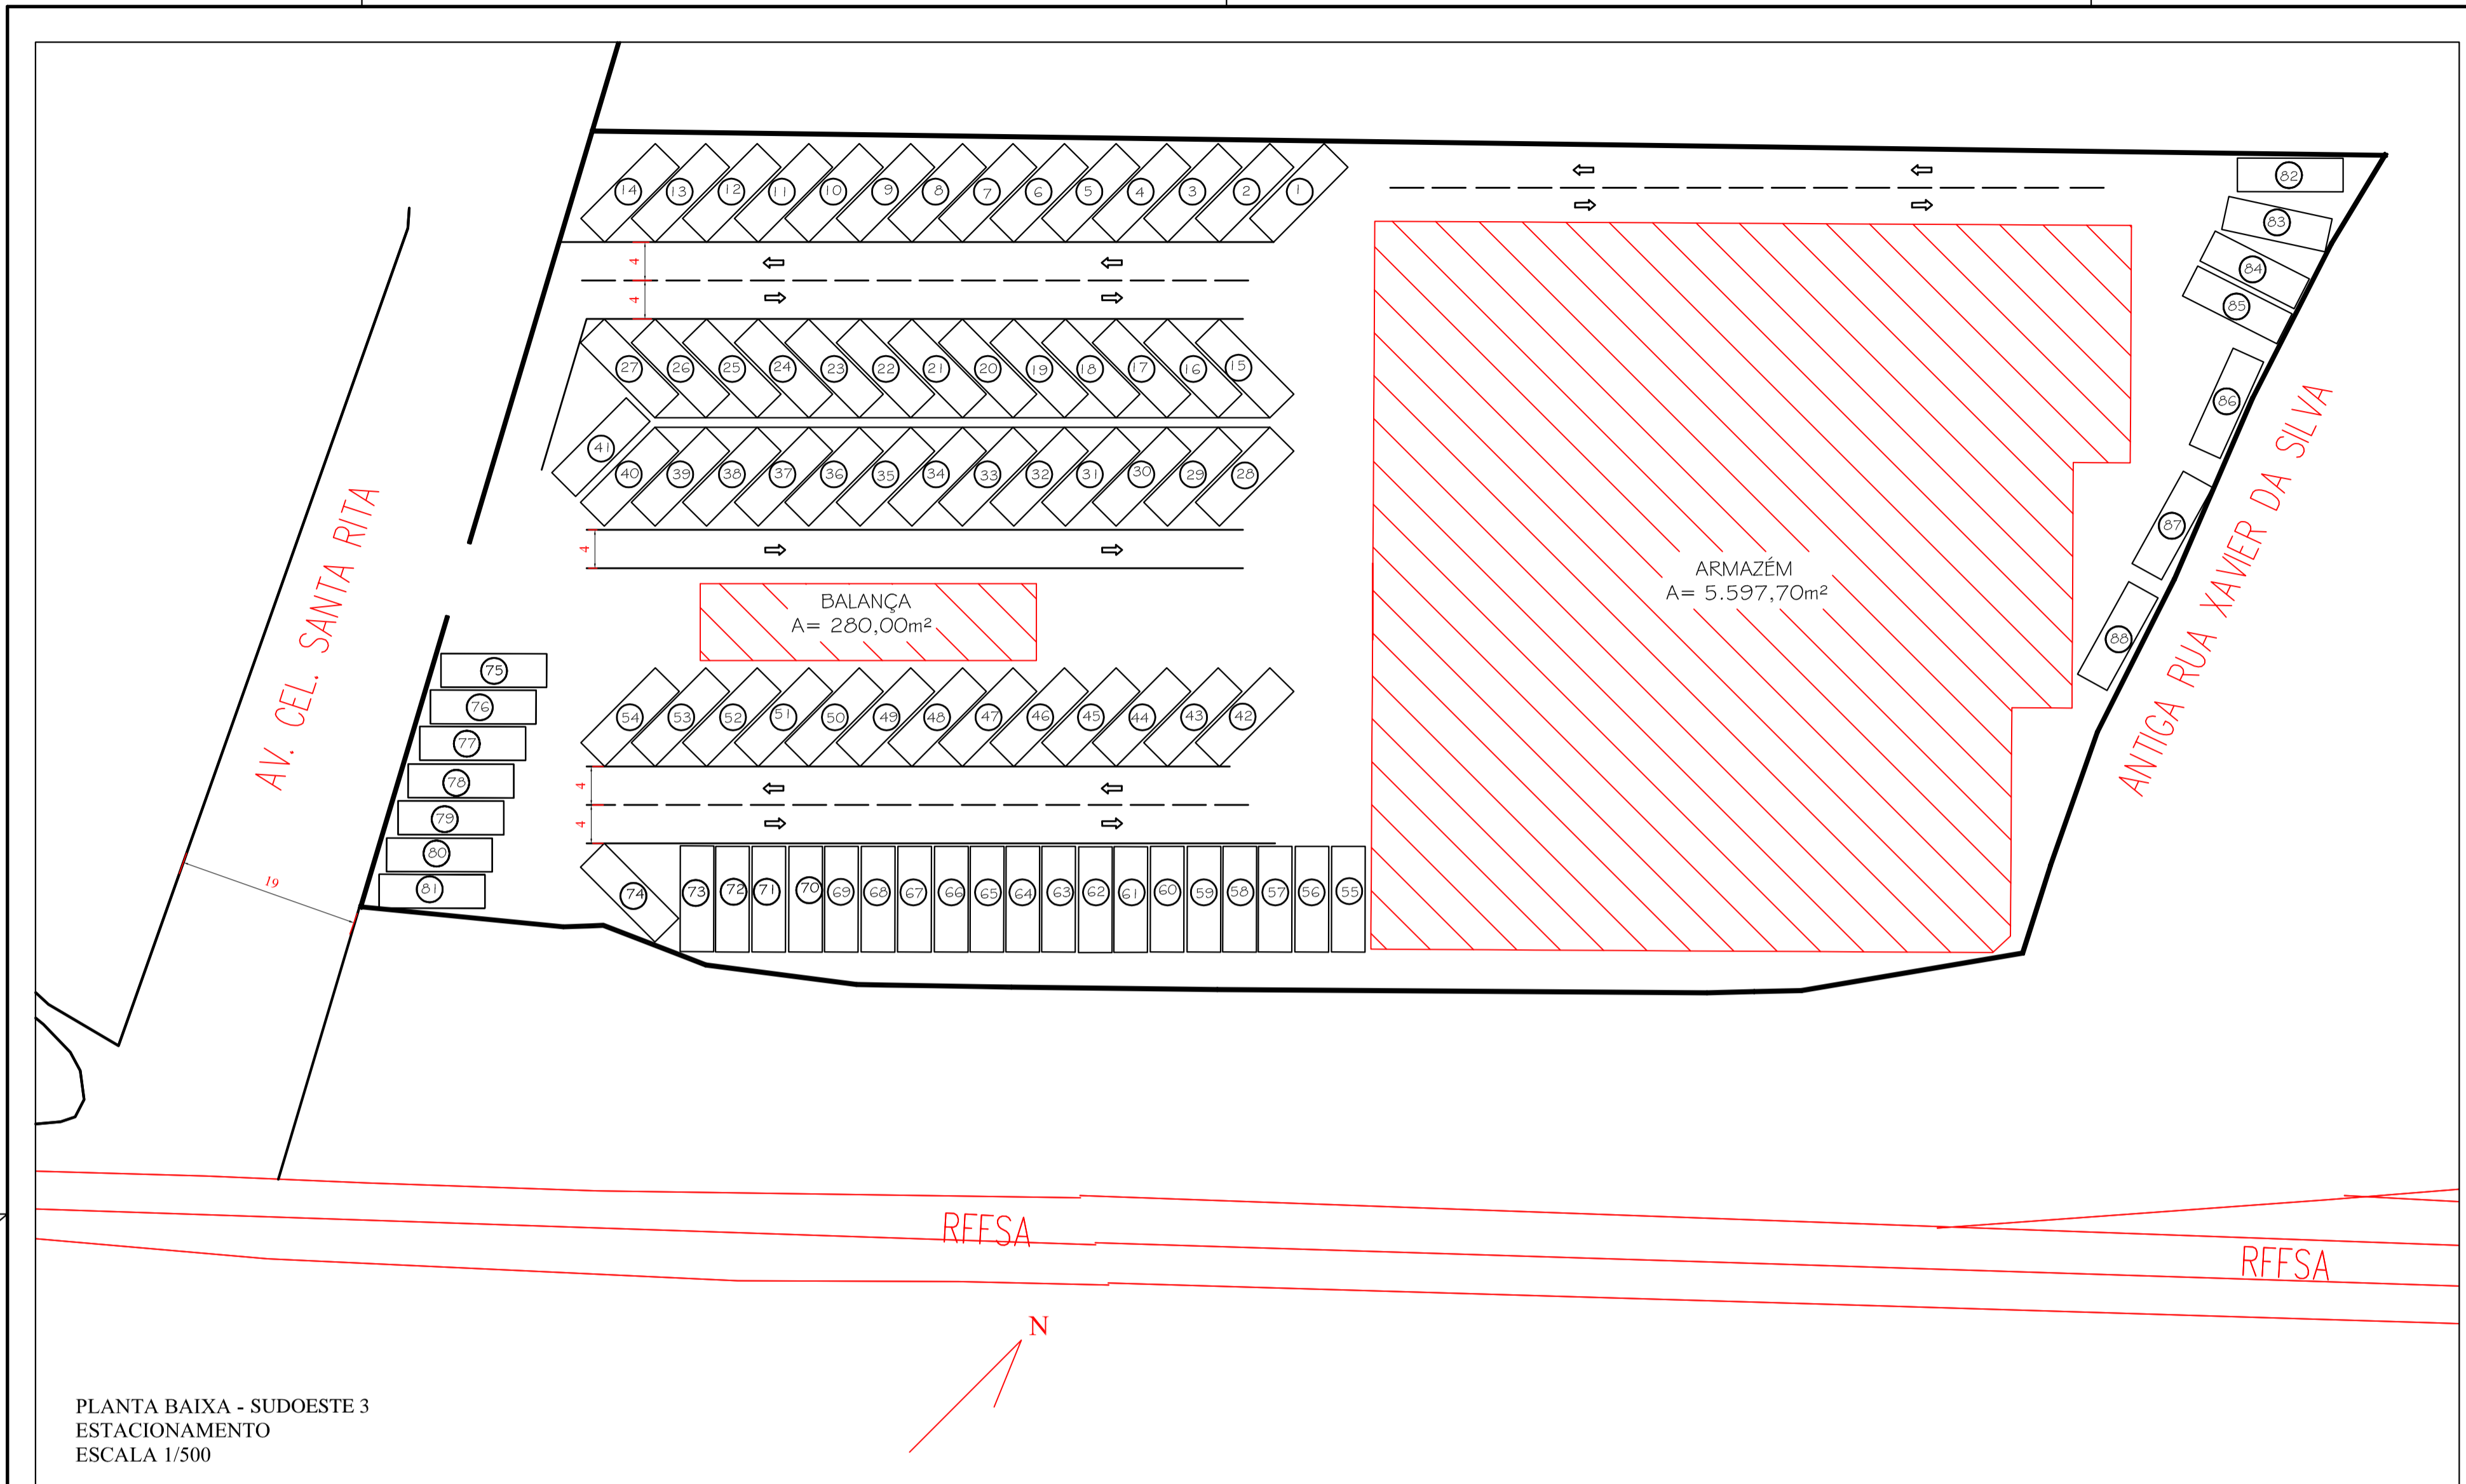 14 13 12 11 10 9 8 7 6 5 4 3 2 1
82
83
84
85
86
87
88
4
4
27 26 25 24 23 22 21 20 19 18 17 16 15
41
40 39 38 37 36 35 34 33 32 31 30 29 28
4
BALANÇA
A= 280,00m²
ARMAZÉM
A= 5.597,70m²
AV. CEL. SANTA RITA
ANTIGA RUA XAVIER DA SILVA
75
76
77
78
79
80
81
19
54 53 52 51 50 49 48 47 46 45 44 43 42
4
4
74 73 72 71 70 69 68 67 66 65 64 63 62 61 60 59 58 57 56 55
RFFSA
RFFSA
N
PLANTA BAIXA - SUDOESTE 3
ESTACIONAMENTO
ESCALA 1/500